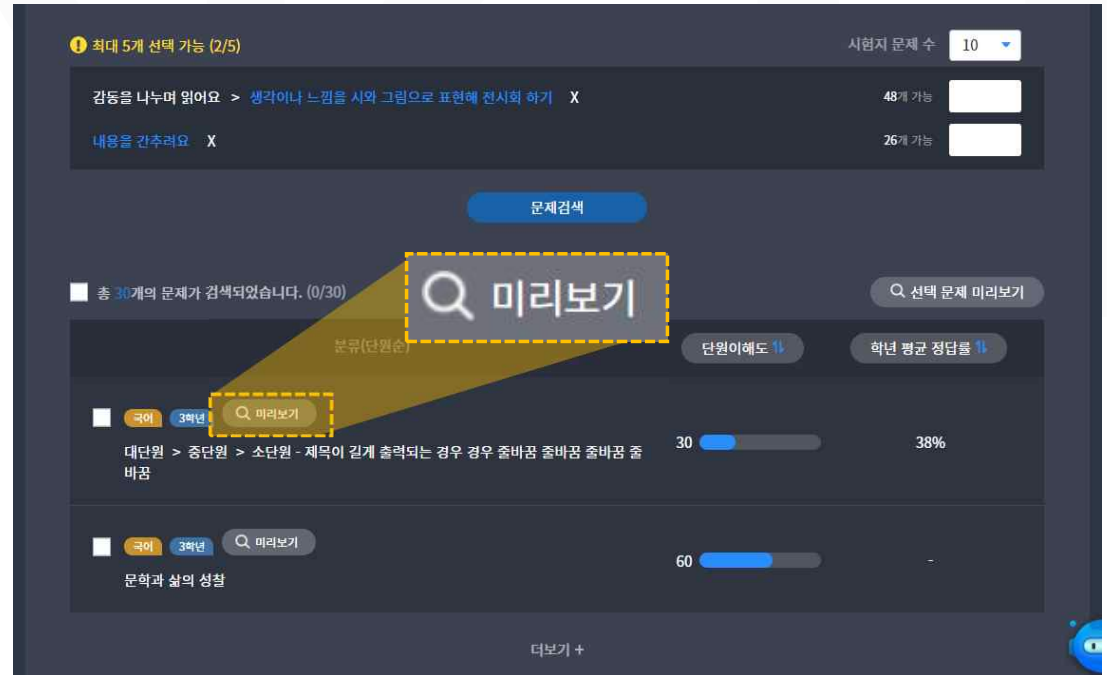 최대 5개 선택 가능 (2/5)
시험지 문제 수 10
감동을 나누며 읽어요 > 생각이나 느낌을 시와 그림으로 표현해 전시회 하기 X 48개 가능
내용을 간추려요 X 26개 가능
문제검색
총 30개의 문제가 검색되었습니다. (0/30)
미리보기
선택 문제 미리보기
분류(단원순) 단원이해도 학년 평균 정답률
국어 3학년 미리보기
대단원 > 중단원 > 소단원 - 제목이 길게 출력되는 경우 경우 줄바꿈 줄바꿈 줄바꿈 줄
바꿈
30 38%
국어 3학년 미리보기
문학과 삶의 성찰
60 -
더보기 +